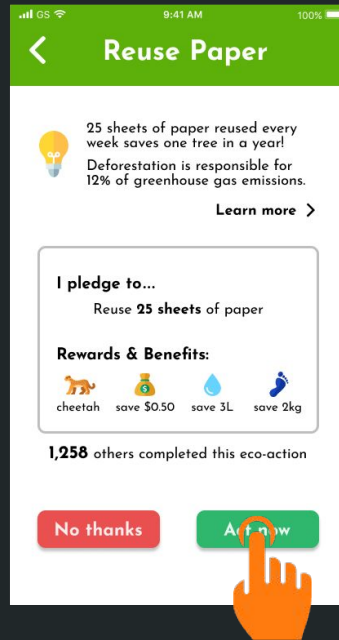 GS 9:41 AM 100%
Reuse Paper
25 sheets of paper reused every
week saves one tree in a year!
Deforestation is responsible for
12% of greenhouse gas emissions.
Learn more
I pledge to...
Reuse 25 sheets of paper
Rewards & Benefits:
cheetah save $0.50 save 3L save 2kg
1,258 others completed this eco-action
No thanks Act now